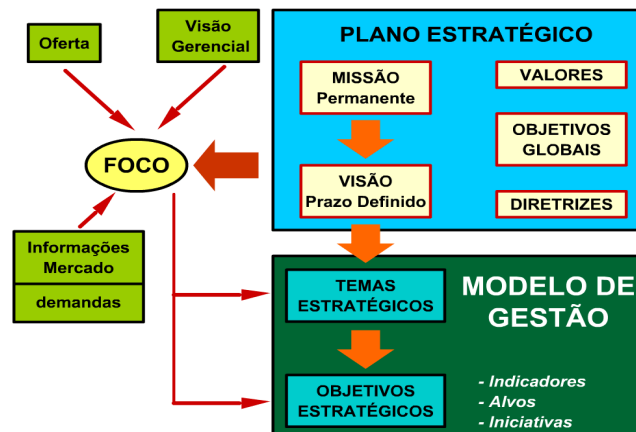 Oferta
Visão
Gerencial
FOCO
Informações
Mercado
demandas
PLANO ESTRATÉGICO
MISSÃO
Permanente
VISÃO
Prazo Definido
VALORES
OBJETIVOS
GLOBAIS
DIRETRIZES
TEMAS
ESTRATÉGICOS
OBJETIVOS
ESTRATÉGICOS
MODELO DE
GESTÃO
- Indicadores
- Alvos
- Iniciativas